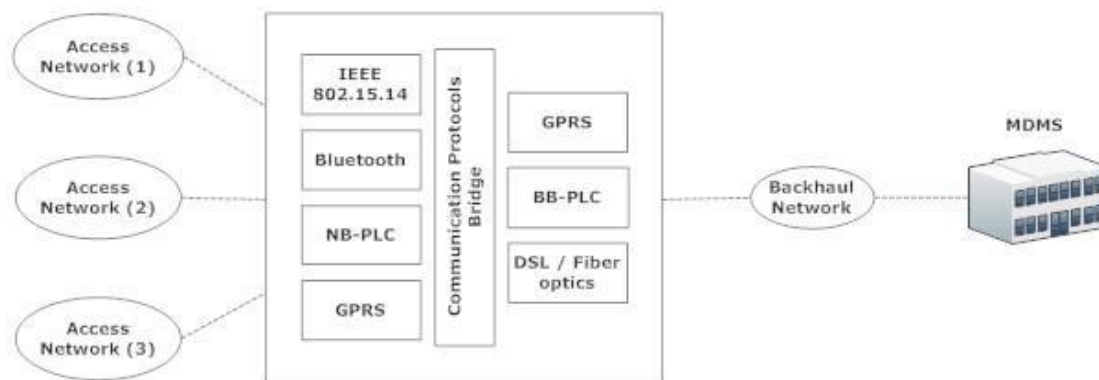 Access
Network (1)
Access
Network (2)
Access
Network (3)
IEEE
802.15.14
Bluetooth
NB-PLC
GPRS
Communication Protocols
Bridge
GPRS
BB-PLC
DSL / Fiber
optics
Backhaul
Network
MDMS